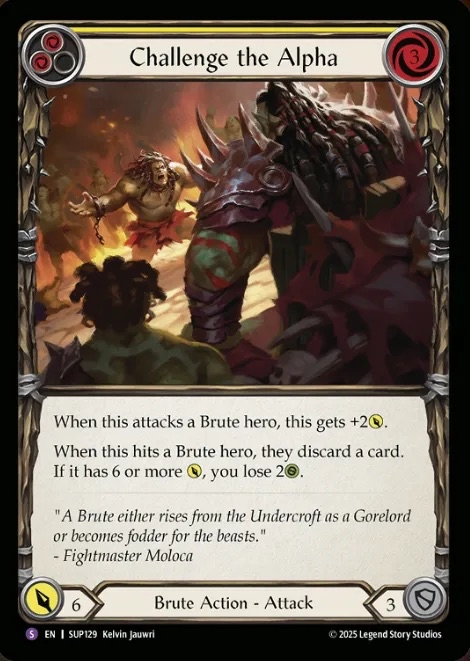 Challenge the Alpha
3
When this attacks a Brute hero, this gets +2.
When this hits a Brute hero, they discard a card.
If it has 6 or more , you lose 2.
"A Brute either rises from the Undercroft as a Gorelord
or becomes fodder for the beasts."
- Fightmaster Moloca
6 Brute Action - Attack 3
S EN | SUP129 Kelvin Jauwri © 2025 Legend Story Studios